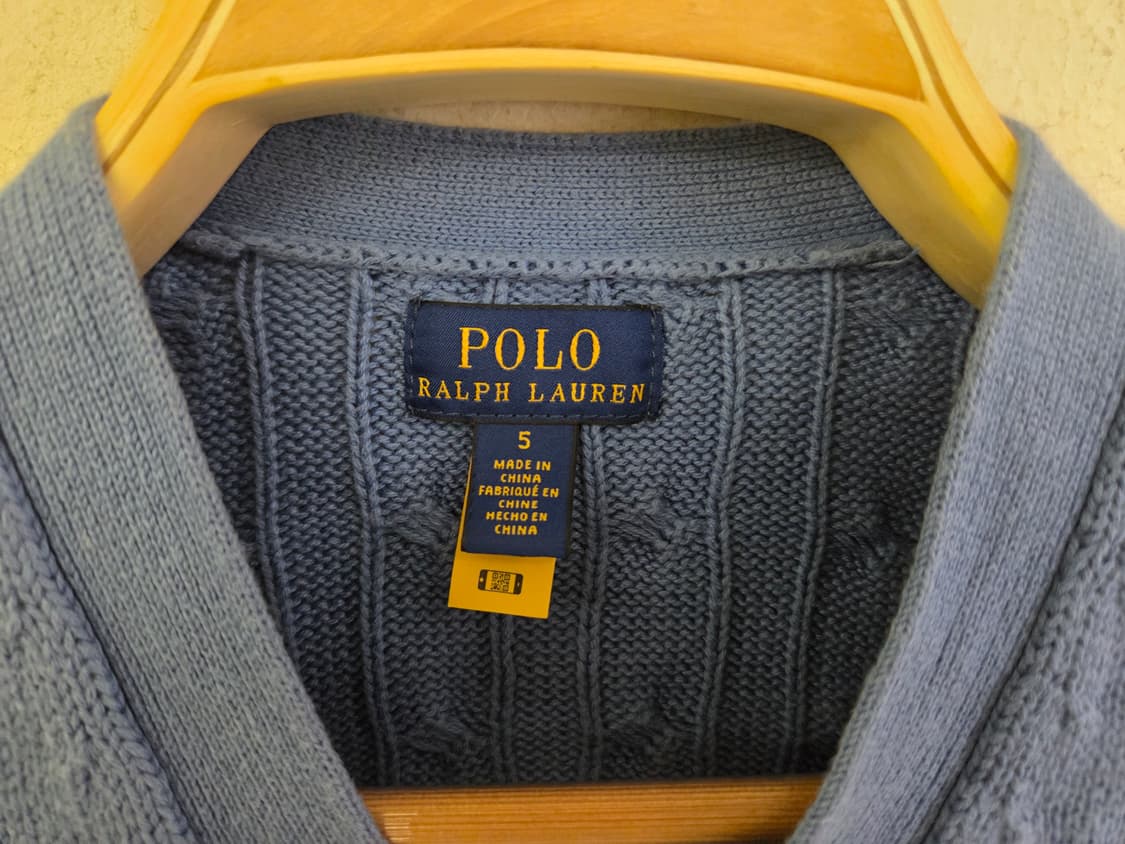 POLO
RALPH LAUREN
5
MADE IN
CHINA
FABRIQUÉ EN
CHINE
HECHO EN
CHINA